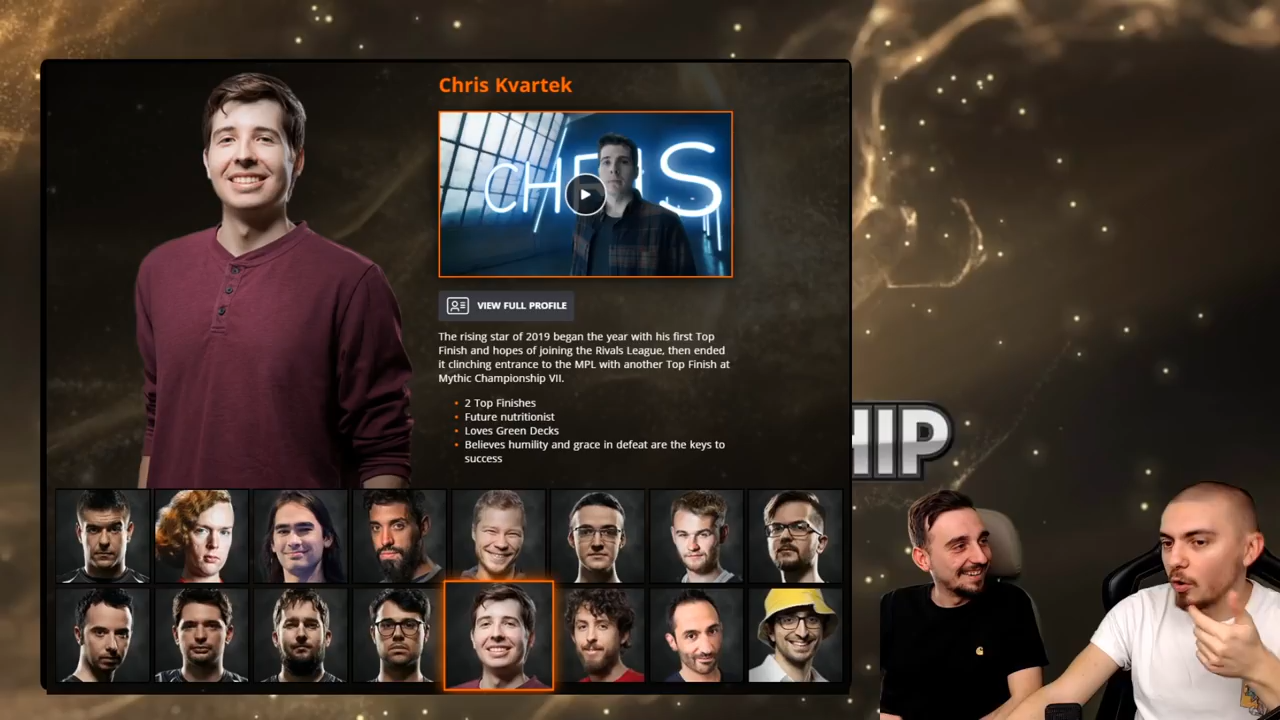 Chris Kvartek
CHRIS
VIEW FULL PROFILE
The rising star of 2019 began the year with his first Top
Finish and hopes of joining the Rivals League, then ended
it clinching entrance to the MPL with another Top Finish at
Mythic Championship VII.
• 2 Top Finishes
• Future nutritionist
• Loves Green Decks
• Believes humility and grace in defeat are the keys to
success
HIP